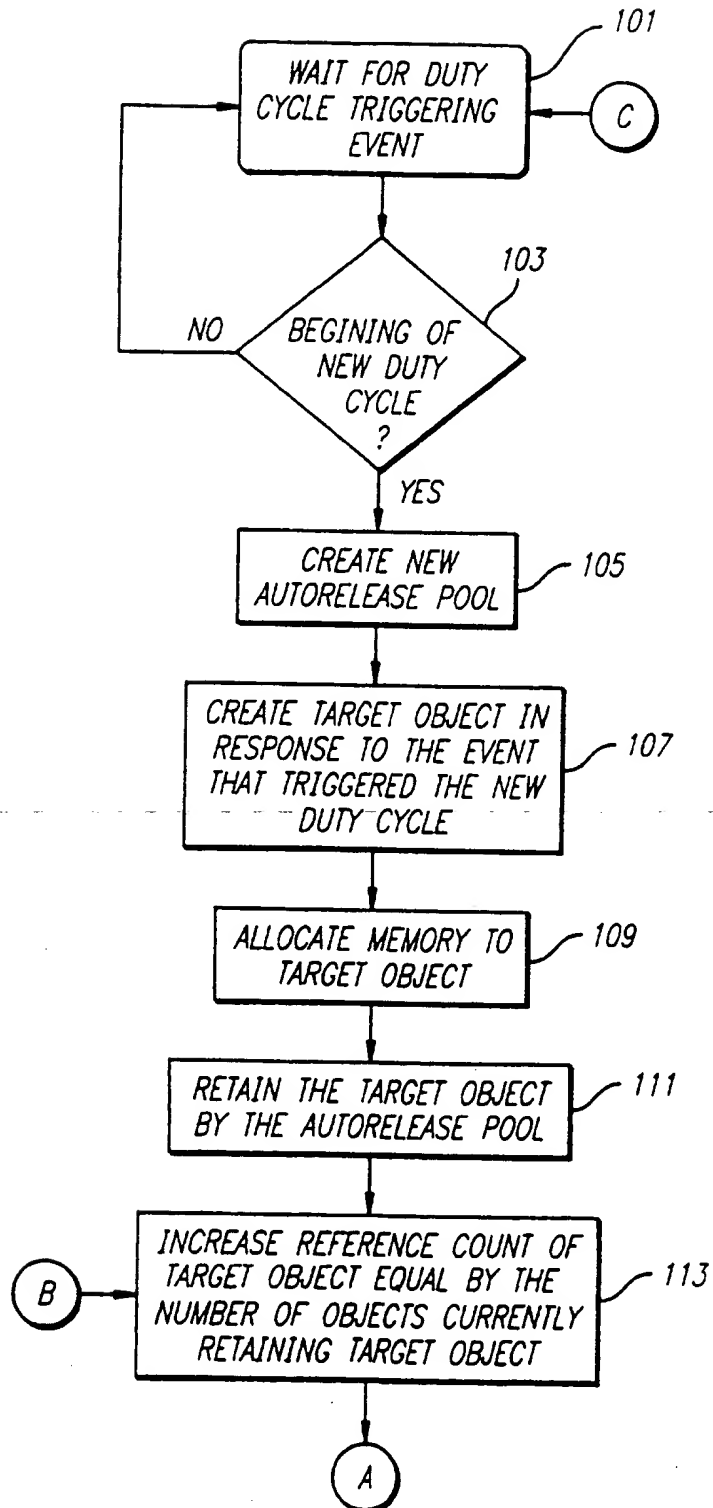 101
WAIT FOR DUTY
CYCLE TRIGGERING
EVENT
C
103
NO
BEGINING OF
NEW DUTY
CYCLE
?
YES
CREATE NEW
AUTORELEASE POOL
105
CREATE TARGET OBJECT IN
RESPONSE TO THE EVENT
THAT TRIGGERED THE NEW
DUTY CYCLE
107
ALLOCATE MEMORY TO
TARGET OBJECT
109
RETAIN THE TARGET OBJECT
BY THE AUTORELEASE POOL
111
INCREASE REFERENCE COUNT OF
TARGET OBJECT EQUAL BY THE
NUMBER OF OBJECTS CURRENTLY
RETAINING TARGET OBJECT
113
B
A